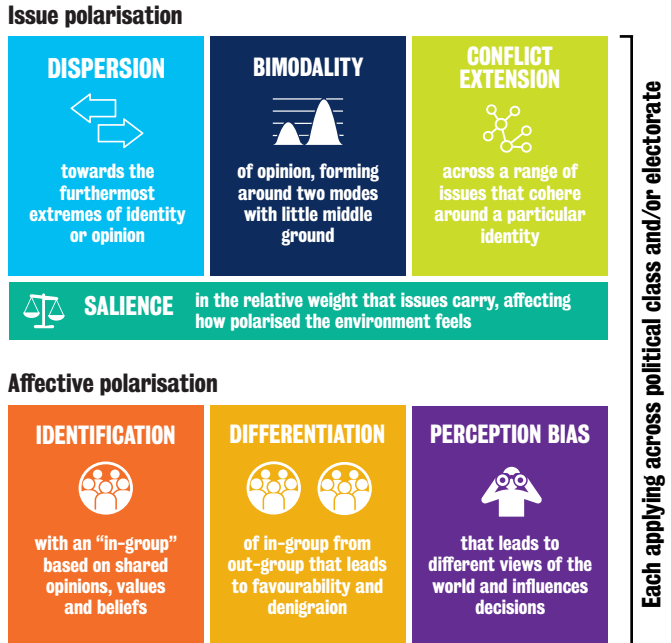 Issue polarisation
DISPERSION
towards the
furthermost
extremes of identity
or opinion
BIMODALITY
of opinion, forming
around two modes
with little middle
ground
CONFLICT
EXTENSION
across a range of
issues that cohere
around a particular
identity
SALIENCE
in the relative weight that issues carry, affecting
how polarised the environment feels
Affective polarisation
IDENTIFICATION
with an “in-group”
based on shared
opinions, values
and beliefs
DIFFERENTIATION
of in-group from
out-group that leads
to favourability and
denigraion
PERCEPTION BIAS
that leads to
different views of the
world and influences
decisions
Each applying across political class and/or electorate